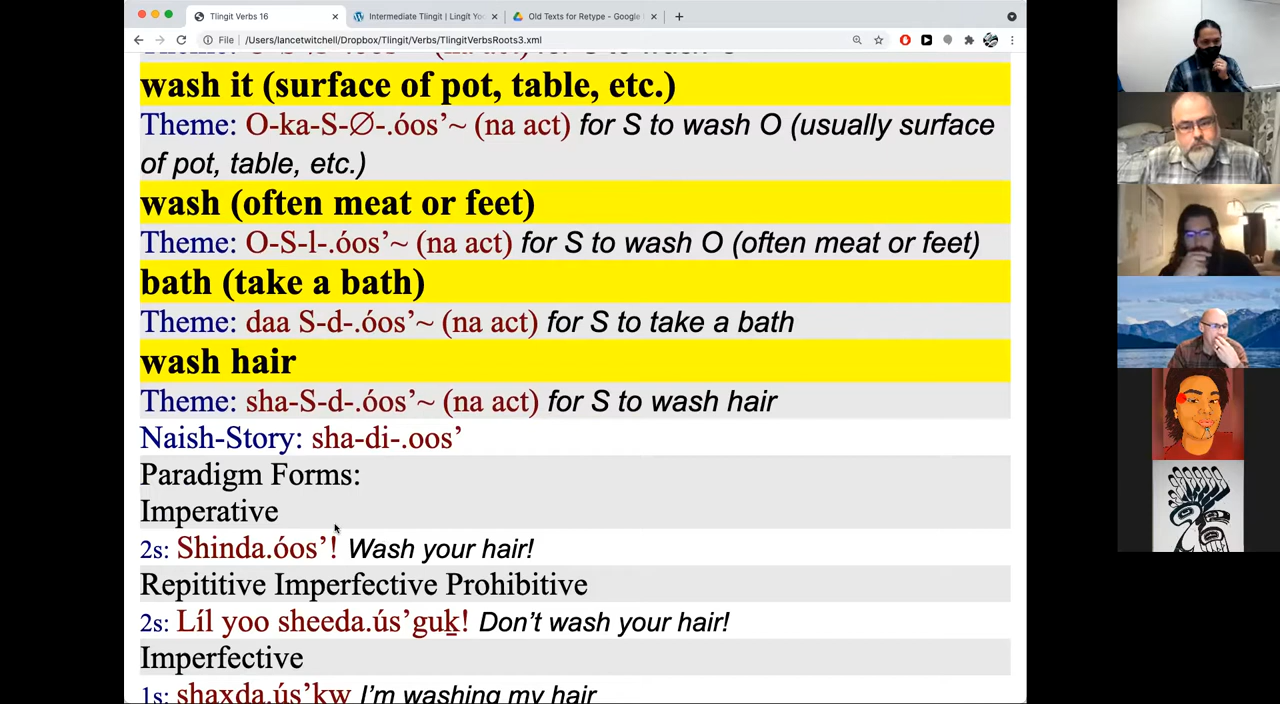 Tlingit Verbs 16
Intermediate Tlingit | Lingít Yoo
Old Texts for Retype - Google
File
/Users/lancetwitchell/Dropbox/Tlingit/Verbs/TlingitVerbsRoots3.xml
wash it (surface of pot, table, etc.)
Theme: O-ka-S-∅-.óos’~ (na act) for S to wash O (usually surface
of pot, table, etc.)
wash (often meat or feet)
Theme: O-S-l-.óos’~ (na act) for S to wash O (often meat or feet)
bath (take a bath)
Theme: daa S-d-.óos’~ (na act) for S to take a bath
wash hair
Theme: sha-S-d-.óos’~ (na act) for S to wash hair
Naish-Story: sha-di-.oos’
Paradigm Forms:
Imperative
2s: Shinda.óos’! Wash your hair!
Repititive Imperfective Prohibitive
2s: Líl yoo sheeda.ús’guḵ! Don’t wash your hair!
Imperfective
1s: shaxda.ús’kw I’m washing my hair